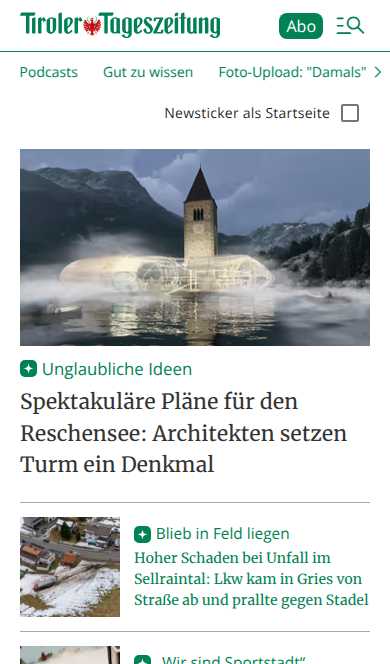 Tiroler Tageszeitung
Abo
Podcasts Gut zu wissen Foto-Upload: "Damals"
Newsticker als Startseite
Unglaubliche Ideen
Spektakuläre Pläne für den
Reschensee: Architekten setzen
Turm ein Denkmal
Blieb in Feld liegen
Hoher Schaden bei Unfall im
Sellraintal: Lkw kam in Gries von
Straße ab und prallte gegen Stadel
„Wir sind Sportstadt“